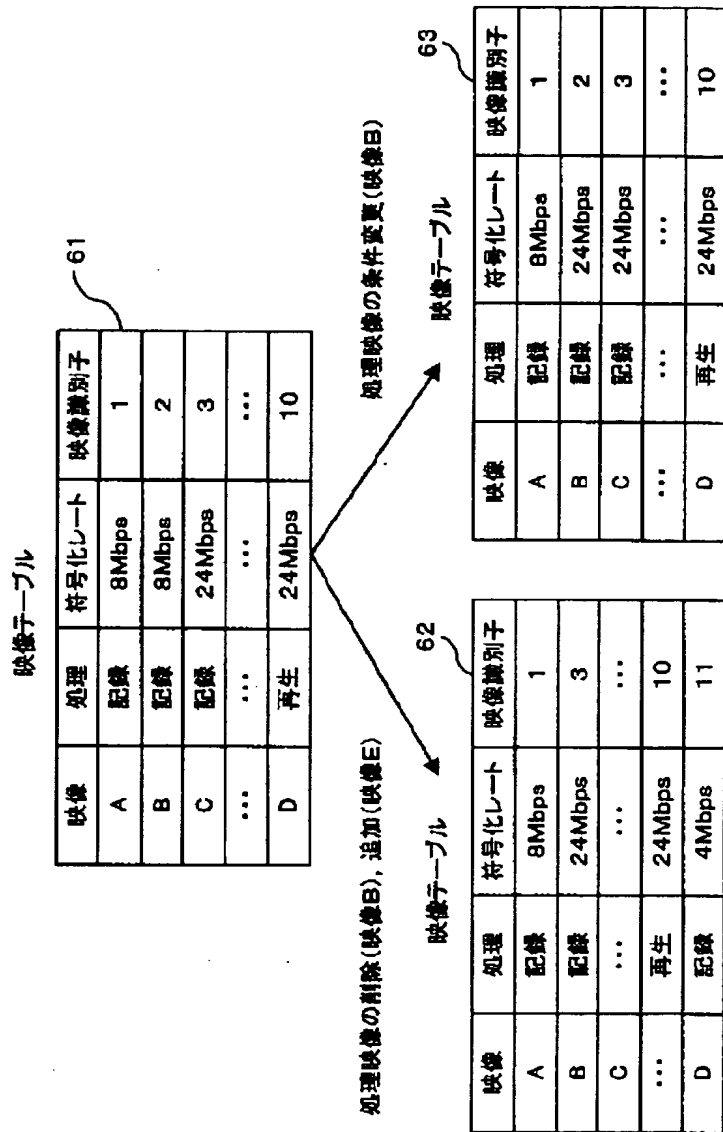 映像テーブル
61
映像 処理 符号化レート 映像識別子
A 記録 8Mbps 1
B 記録 8Mbps 2
C 記録 24Mbps 3
… … … …
D 再生 24Mbps 10
処理映像の削除(映像B), 追加(映像E)
映像テーブル
62
映像 処理 符号化レート 映像識別子
A 記録 8Mbps 1
B 記録 24Mbps 3
C … … …
… 再生 24Mbps 10
D 記録 4Mbps 11
処理映像の条件変更(映像B)
映像テーブル
63
映像 処理 符号化レート 映像識別子
A 記録 8Mbps 1
B 記録 24Mbps 2
C 記録 24Mbps 3
… … … …
D 再生 24Mbps 10